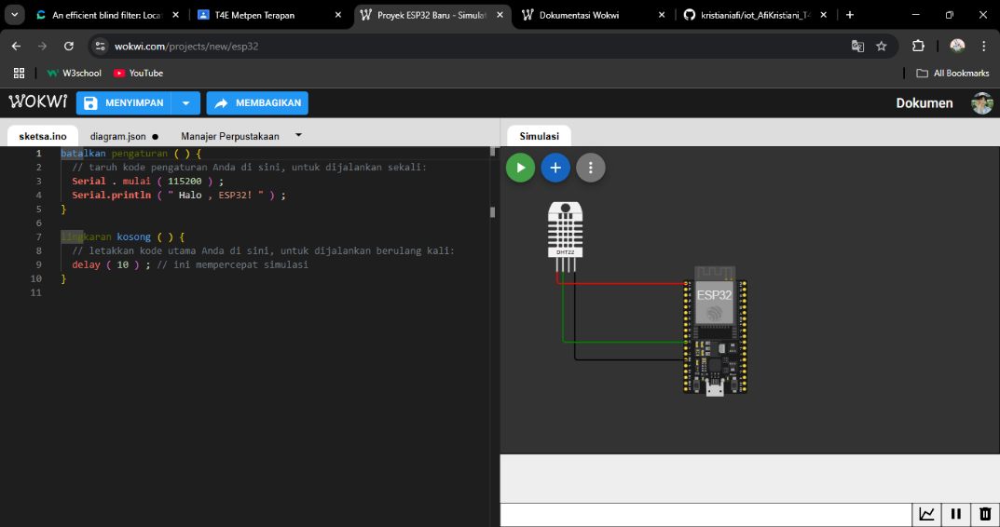 An efficient blind filter: Locat
T4E Metpen Terapan
Proyek ESP32 Baru - Simulat
Dokumentasi Wokwi
kristianiafi/iot_AfiKristiani_T4
wokwi.com/projects/new/esp32
W3school
YouTube
All Bookmarks
WOKWI
MENYIMPAN
MEMBAGIKAN
Dokumen
sketsa.ino
diagram.json
Manajer Perpustakaan
Simulasi
1 batalkan pengaturan ( ) {
2 // taruh kode pengaturan Anda di sini, untuk dijalankan sekali:
3 Serial . mulai ( 115200 ) ;
4 Serial.println ( " Halo , ESP32! " ) ;
5 }
6
7 lingkaran kosong ( ) {
8 // letakkan kode utama Anda di sini, untuk dijalankan berulang kali:
9 delay ( 10 ) ; // ini mempercepat simulasi
10 }
11
DHT22
ESP32